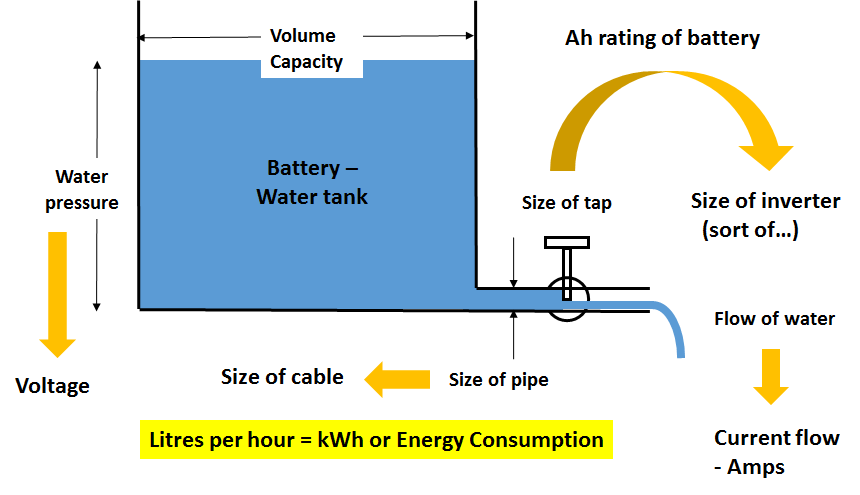 Volume
Capacity
Ah rating of battery
Battery –
Water tank
Water
pressure
Size of tap
Size of inverter
(sort of…)
Flow of water
Voltage
Size of cable
Size of pipe
Litres per hour = kWh or Energy Consumption
Current flow
- Amps